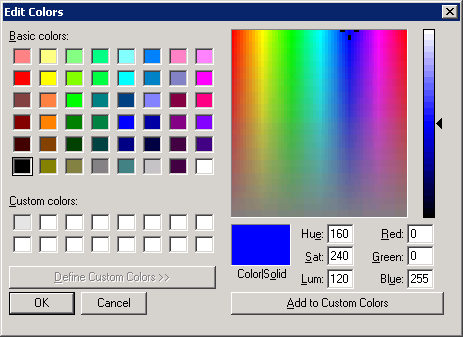 Edit Colors
Basic colors:
Custom colors:
Define Custom Colors >>
OK Cancel
Color|Solid
Hue: 160 Red: 0
Sat: 240 Green: 0
Lum: 120 Blue: 255
Add to Custom Colors